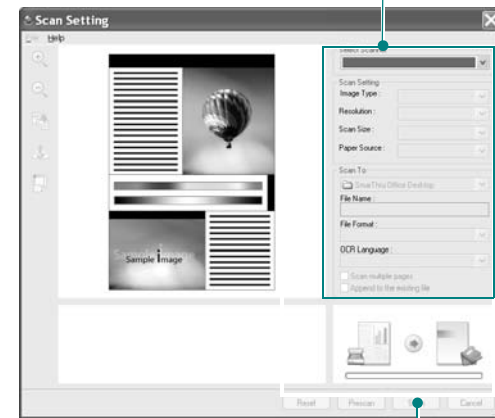 Scan Setting
Help
Select Scanner
Scan Setting
Image Type :
Resolution :
Scan Size :
Paper Source :
Scan To
SmarThru Office Desktop
File Name :
File Format :
OCR Language :
Scan multiple pages
Append to the existing file
Sample Image
Reset
Prescan
Cancel